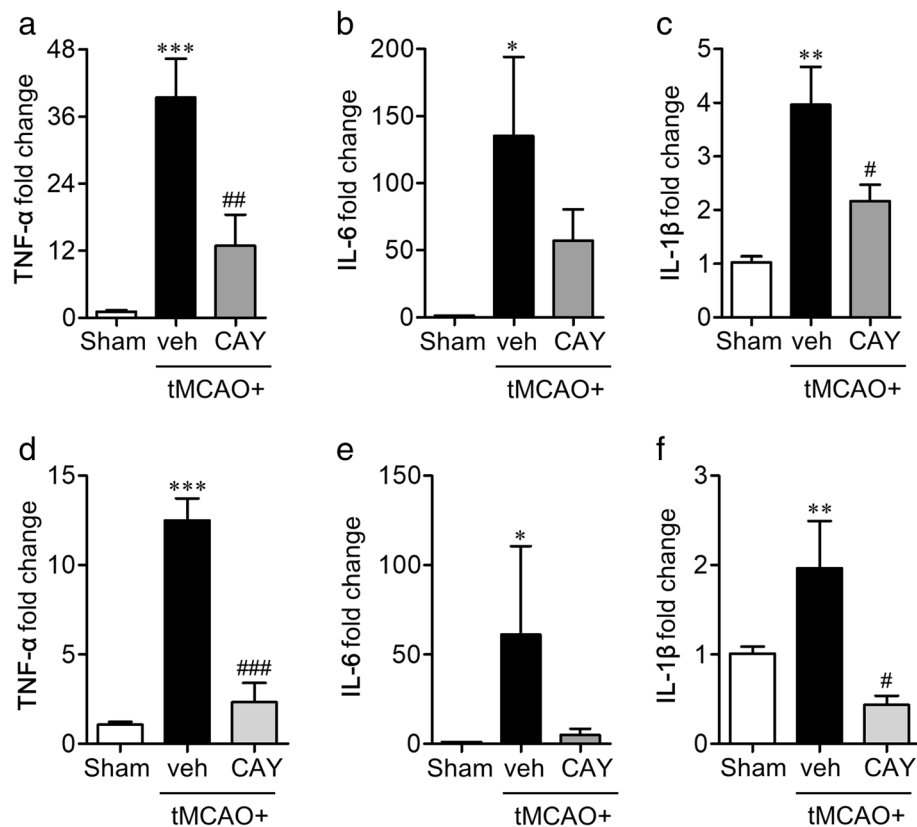 a
TNF-α fold change
48
36
24
12
0
***
##
Sham veh CAY
tMCAO+
b
IL-6 fold change
200
150
100
50
0
*
Sham veh CAY
tMCAO+
c
IL-1β fold change
5
4
3
2
1
0
**
#
Sham veh CAY
tMCAO+
d
TNF-α fold change
15
10
5
0
***
###
Sham veh CAY
tMCAO+
e
IL-6 fold change
150
100
50
0
*
Sham veh CAY
tMCAO+
f
IL-1β fold change
3
2
1
0
**
#
Sham veh CAY
tMCAO+